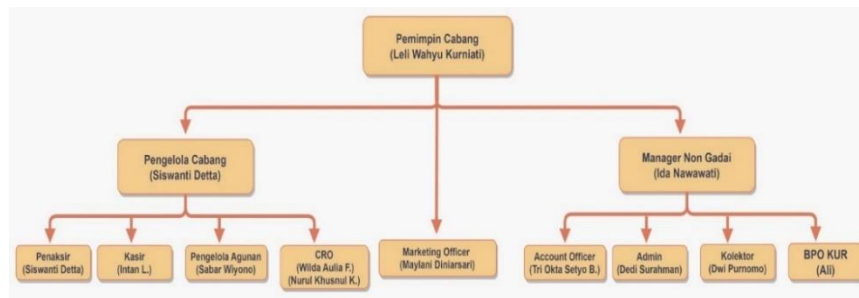 Pemimpin Cabang
(Leli Wahyu Kurniati)
Pengelola Cabang
(Siswanti Detta)
Manager Non Gadai
(Ida Nawawati)
Penaksir
(Siswanti Detta)
Kasir
(Intan L.)
Pengelola Agunan
(Sabar Wiyono)
CRO
(Wilda Aulia F.)
(Nurul Khusnul K.)
Marketing Officer
(Maylani Diniarsari)
Account Officer
(Tri Okta Setyo B.)
Admin
(Dedi Surahman)
Kolektor
(Dwi Purnomo)
BPO KUR
(Ali)